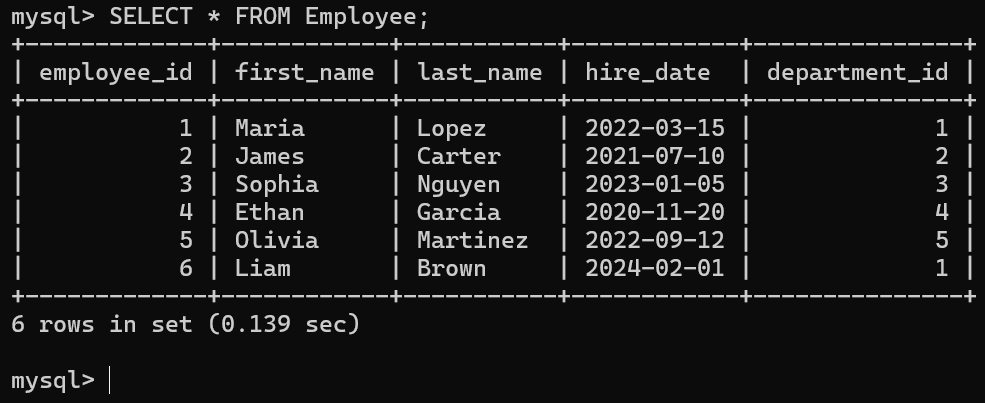 mysql> SELECT * FROM Employee;
+-------------+------------+-----------+------------+---------------+
| employee_id | first_name | last_name | hire_date  | department_id |
+-------------+------------+-----------+------------+---------------+
|           1 | Maria      | Lopez     | 2022-03-15 |             1 |
|           2 | James      | Carter    | 2021-07-10 |             2 |
|           3 | Sophia     | Nguyen    | 2023-01-05 |             3 |
|           4 | Ethan      | Garcia    | 2020-11-20 |             4 |
|           5 | Olivia     | Martinez  | 2022-09-12 |             5 |
|           6 | Liam       | Brown     | 2024-02-01 |             1 |
+-------------+------------+-----------+------------+---------------+
6 rows in set (0.139 sec)
mysql>